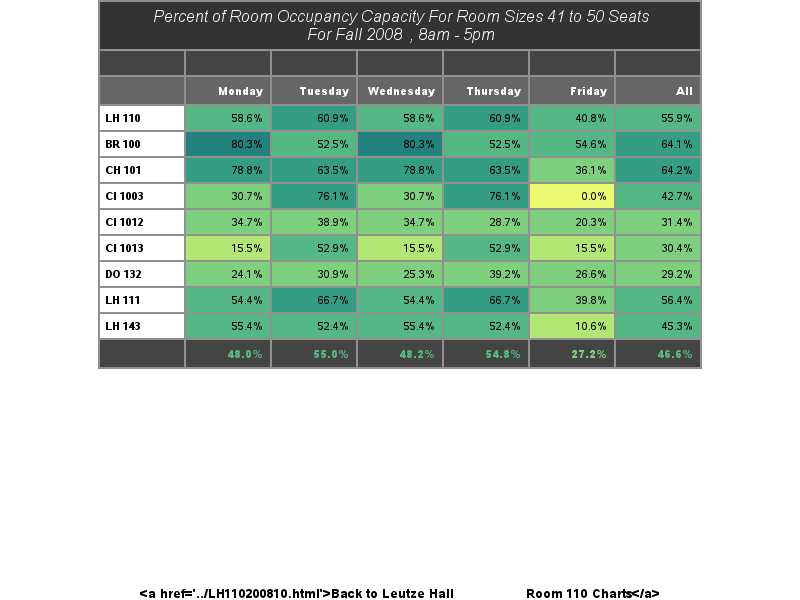 Percent of Room Occupancy Capacity For Room Sizes 41 to 50 Seats
For Fall 2008 , 8am - 5pm
Monday Tuesday Wednesday Thursday Friday All
LH 110 58.6% 60.9% 58.6% 60.9% 40.8% 55.9%
BR 100 80.3% 52.5% 80.3% 52.5% 54.6% 64.1%
CH 101 78.8% 63.5% 78.8% 63.5% 36.1% 64.2%
CI 1003 30.7% 76.1% 30.7% 76.1% 0.0% 42.7%
CI 1012 34.7% 38.9% 34.7% 28.7% 20.3% 31.4%
CI 1013 15.5% 52.9% 15.5% 52.9% 15.5% 30.4%
DO 132 24.1% 30.9% 25.3% 39.2% 26.6% 29.2%
LH 111 54.4% 66.7% 54.4% 66.7% 39.8% 56.4%
LH 143 55.4% 52.4% 55.4% 52.4% 10.6% 45.3%
48.0% 55.0% 48.2% 54.8% 27.2% 46.6%
<a href='../LH110200810.html'>Back to Leutze Hall Room 110 Charts</a>